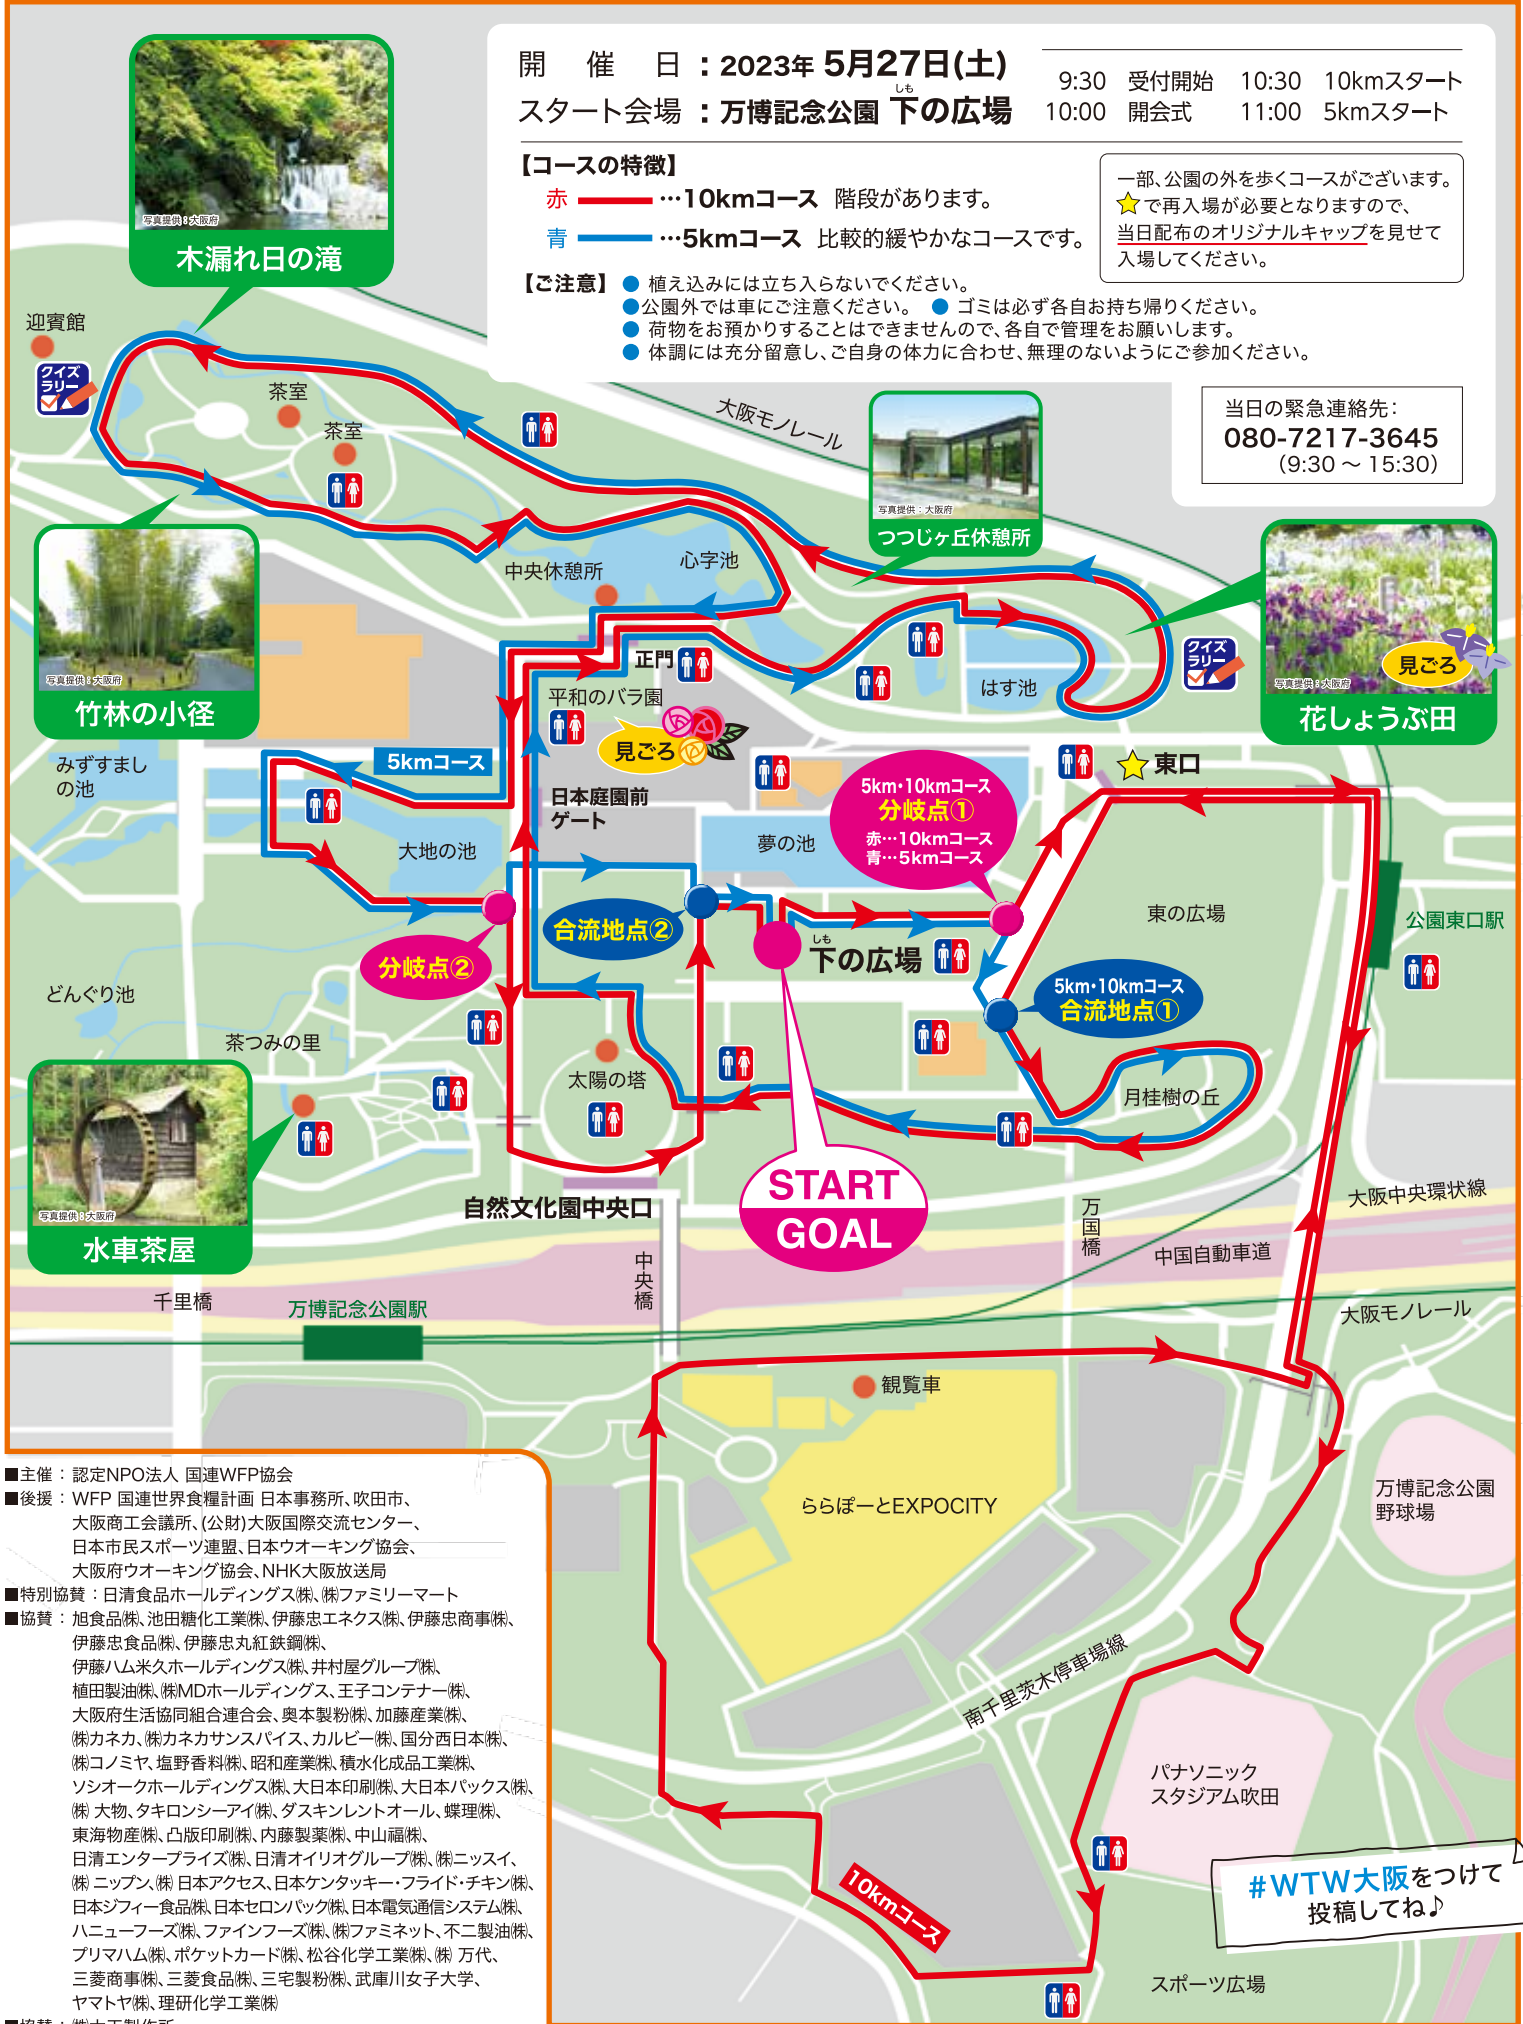 開催日：2023年 5月27日(土)
スタート会場：万博記念公園 下の広場
しも
9:30 受付開始 10:30 10kmスタート
10:00 開会式 11:00 5kmスタート
【コースの特徴】
赤 …10kmコース 階段があります。
青 …5kmコース 比較的緩やかなコースです。
一部、公園の外を歩くコースがございます。
☆で再入場が必要となりますので、
当日配布のオリジナルキャップを見せて
入場してください。
【ご注意】 ● 植え込みには立ち入らないでください。
●公園外では車にご注意ください。 ● ゴミは必ず各自お持ち帰りください。
● 荷物をお預かりすることはできませんので、各自で管理をお願いします。
● 体調には充分留意し、ご自身の体力に合わせ、無理のないようにご参加ください。
当日の緊急連絡先：
080-7217-3645
（9:30 〜 15:30）
写真提供：大阪府
木漏れ日の滝
迎賓館
クイズ
ラリー
茶室
茶室
大阪モノレール
写真提供：大阪府
つつじヶ丘休憩所
写真提供：大阪府
竹林の小径
中央休憩所
心字池
写真提供：大阪府
見ごろ
花しょうぶ田
クイズ
ラリー
正門
はす池
平和のバラ園
見ごろ
みずすまし
の池
5kmコース
日本庭園前
ゲート
大地の池
夢の池
5km・10kmコース
分岐点①
赤…10kmコース
青…5kmコース
東口
東の広場
公園東口駅
合流地点②
分岐点②
しも
下の広場
5km・10kmコース
合流地点①
どんぐり池
茶つみの里
太陽の塔
月桂樹の丘
写真提供：大阪府
水車茶屋
自然文化園中央口
START
GOAL
万国橋
大阪中央環状線
中国自動車道
中央橋
千里橋
万博記念公園駅
大阪モノレール
観覧車
ららぽーとEXPOCITY
万博記念公園
野球場
南千里茨木停車場線
パナソニック
スタジアム吹田
10kmコース
#WTW大阪をつけて
投稿してね♪
スポーツ広場
■主催：認定NPO法人 国連WFP協会
■後援：WFP 国連世界食糧計画 日本事務所、吹田市、
大阪商工会議所、(公財)大阪国際交流センター、
日本市民スポーツ連盟、日本ウオーキング協会、
大阪府ウオーキング協会、NHK大阪放送局
■特別協賛：日清食品ホールディングス㈱、㈱ファミリーマート
■協賛：旭食品㈱、池田糖化工業㈱、伊藤忠エネクス㈱、伊藤忠商事㈱、
伊藤忠食品㈱、伊藤忠丸紅鉄鋼㈱、
伊藤ハム米久ホールディングス㈱、井村屋グループ㈱、
植田製油㈱、㈱MDホールディングス、王子コンテナー㈱、
大阪府生活協同組合連合会、奥本製粉㈱、加藤産業㈱、
㈱カネカ、㈱カネカサンスパイス、カルビー㈱、国分西日本㈱、
㈱コノミヤ、塩野香料㈱、昭和産業㈱、積水化成品工業㈱、
ソシオークホールディングス㈱、大日本印刷㈱、大日本パックス㈱、
㈱ 大物、タキロンシーアイ㈱、ダスキンレントオール、蝶理㈱、
東海物産㈱、凸版印刷㈱、内藤製薬㈱、中山福㈱、
日清エンタープライズ㈱、日清オイリオグループ㈱、㈱ニッスイ、
㈱ ニップン、㈱ 日本アクセス、日本ケンタッキー・フライド・チキン㈱、
日本ジフィー食品㈱、日本セロンパック㈱、日本電気通信システム㈱、
ハニューフーズ㈱、ファインフーズ㈱、㈱ファミネット、不二製油㈱、
プリマハム㈱、ポケットカード㈱、松谷化学工業㈱、㈱ 万代、
三菱商事㈱、三菱食品㈱、三宅製粉㈱、武庫川女子大学、
ヤマトヤ㈱、理研化学工業㈱